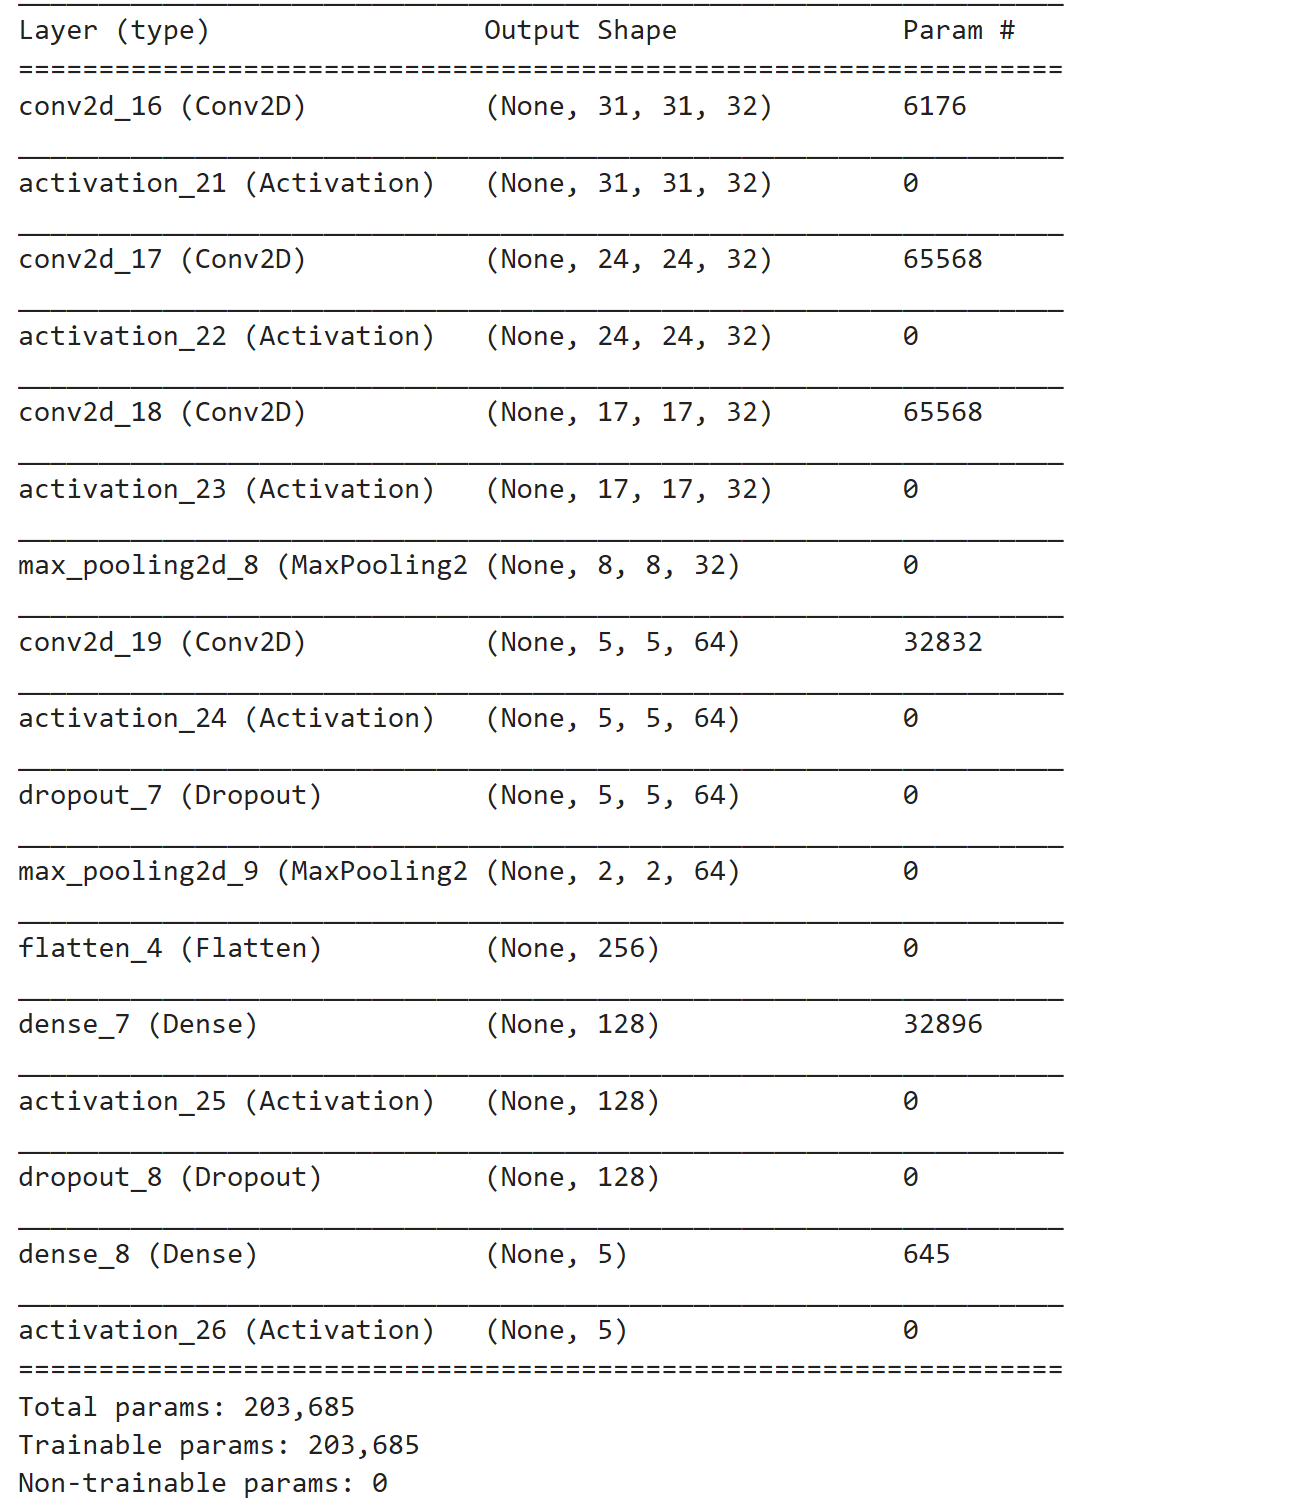 _________________________________________________________________
Layer (type)                 Output Shape              Param #
=================================================================
conv2d_16 (Conv2D)           (None, 31, 31, 32)        6176
_________________________________________________________________
activation_21 (Activation)   (None, 31, 31, 32)        0
_________________________________________________________________
conv2d_17 (Conv2D)           (None, 24, 24, 32)        65568
_________________________________________________________________
activation_22 (Activation)   (None, 24, 24, 32)        0
_________________________________________________________________
conv2d_18 (Conv2D)           (None, 17, 17, 32)        65568
_________________________________________________________________
activation_23 (Activation)   (None, 17, 17, 32)        0
_________________________________________________________________
max_pooling2d_8 (MaxPooling2 (None, 8, 8, 32)          0
_________________________________________________________________
conv2d_19 (Conv2D)           (None, 5, 5, 64)          32832
_________________________________________________________________
activation_24 (Activation)   (None, 5, 5, 64)          0
_________________________________________________________________
dropout_7 (Dropout)          (None, 5, 5, 64)          0
_________________________________________________________________
max_pooling2d_9 (MaxPooling2 (None, 2, 2, 64)          0
_________________________________________________________________
flatten_4 (Flatten)          (None, 256)               0
_________________________________________________________________
dense_7 (Dense)              (None, 128)               32896
_________________________________________________________________
activation_25 (Activation)   (None, 128)               0
_________________________________________________________________
dropout_8 (Dropout)          (None, 128)               0
_________________________________________________________________
dense_8 (Dense)              (None, 5)                 645
_________________________________________________________________
activation_26 (Activation)   (None, 5)                 0
=================================================================
Total params: 203,685
Trainable params: 203,685
Non-trainable params: 0